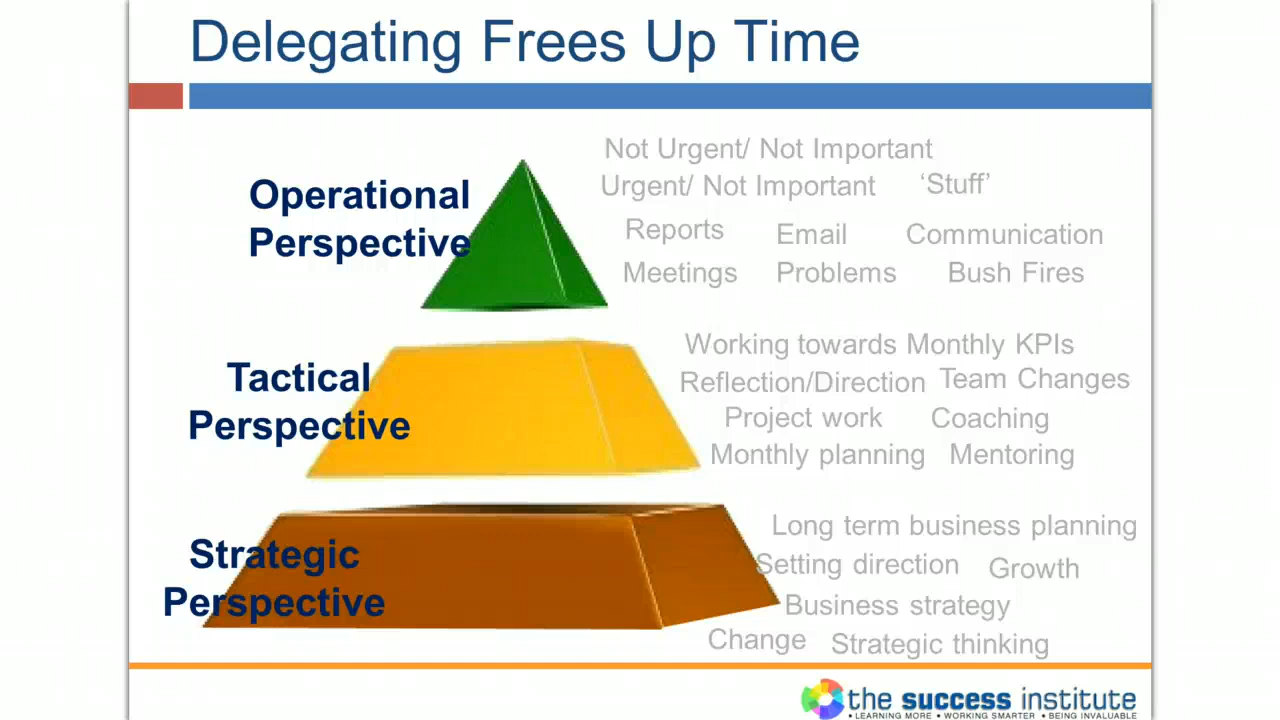 Delegating Frees Up Time
Operational
Perspective
Not Urgent/ Not Important
Urgent/ Not Important ‘Stuff’
Reports Email Communication
Meetings Problems Bush Fires
Tactical
Perspective
Working towards Monthly KPIs
Reflection/Direction Team Changes
Project work Coaching
Monthly planning Mentoring
Strategic
Perspective
Long term business planning
Setting direction Growth
Business strategy
Change Strategic thinking
the success institute
• LEARNING MORE • WORKING SMARTER • BEING INVALUABLE